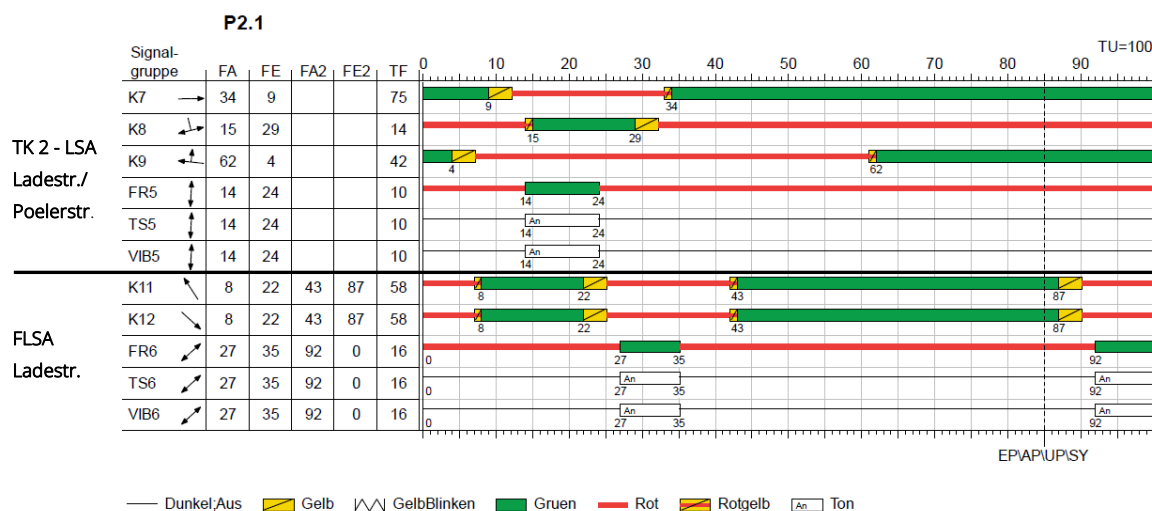 P2.1
TU=100
Signal-
gruppe FA FE FA2 FE2 TF 0 10 20 30 40 50 60 70 80 90
K7 34 9 75 9 34
K8 15 29 14 15 29
TK 2 - LSA
Ladestr./
Poelerstr.
K9 62 4 42 4 62
FR5 14 24 10 14 24
TS5 14 24 10 An 14 24
VIB5 14 24 10 An 14 24
K11 8 22 43 87 58 8 22 43 87
K12 8 22 43 87 58 8 22 43 87
FLSA
Ladestr.
FR6 27 35 92 0 16 0 27 35 92
TS6 27 35 92 0 16 0 An 27 35 An 92
VIB6 27 35 92 0 16 0 An 27 35 An 92
EP\AP\UP\SY
Dunkel;Aus Gelb GelbBlinken Gruen Rot Rotgelb An Ton